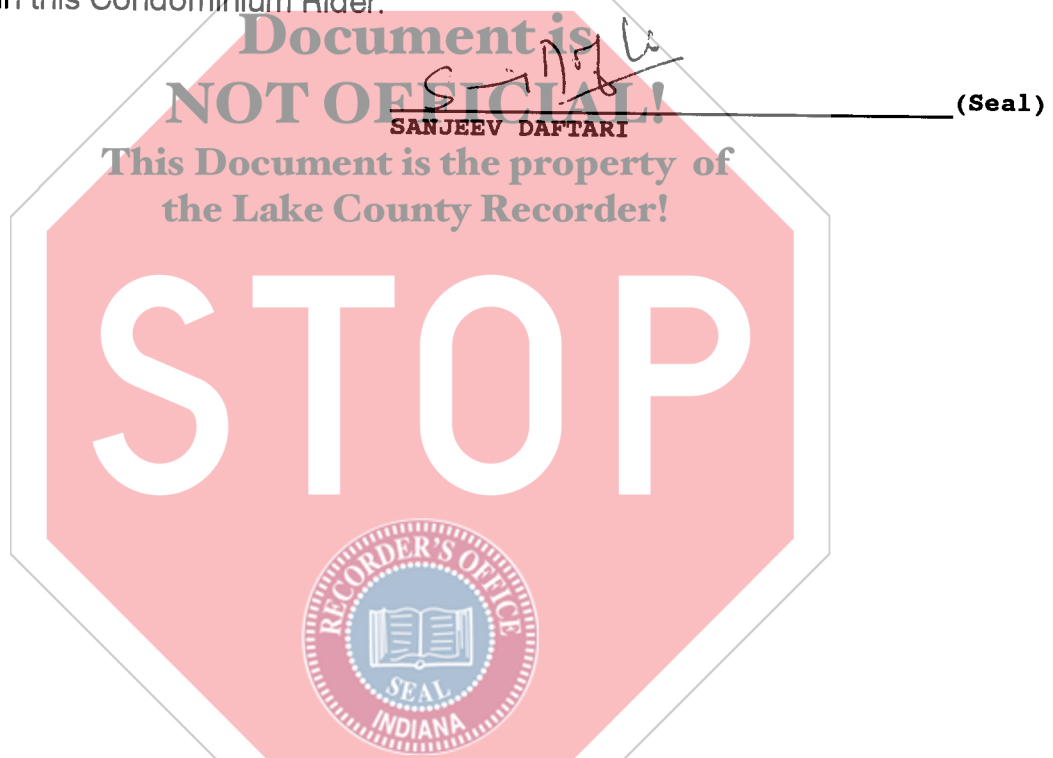 in this Condominium Rider.
Document is
NOT OFFICIAL!
(Seal)
SANJEEV DAFTARI
This Document is the property of
the Lake County Recorder!
STOP
RECORDER'S OFFICE
SEAL
INDIANA